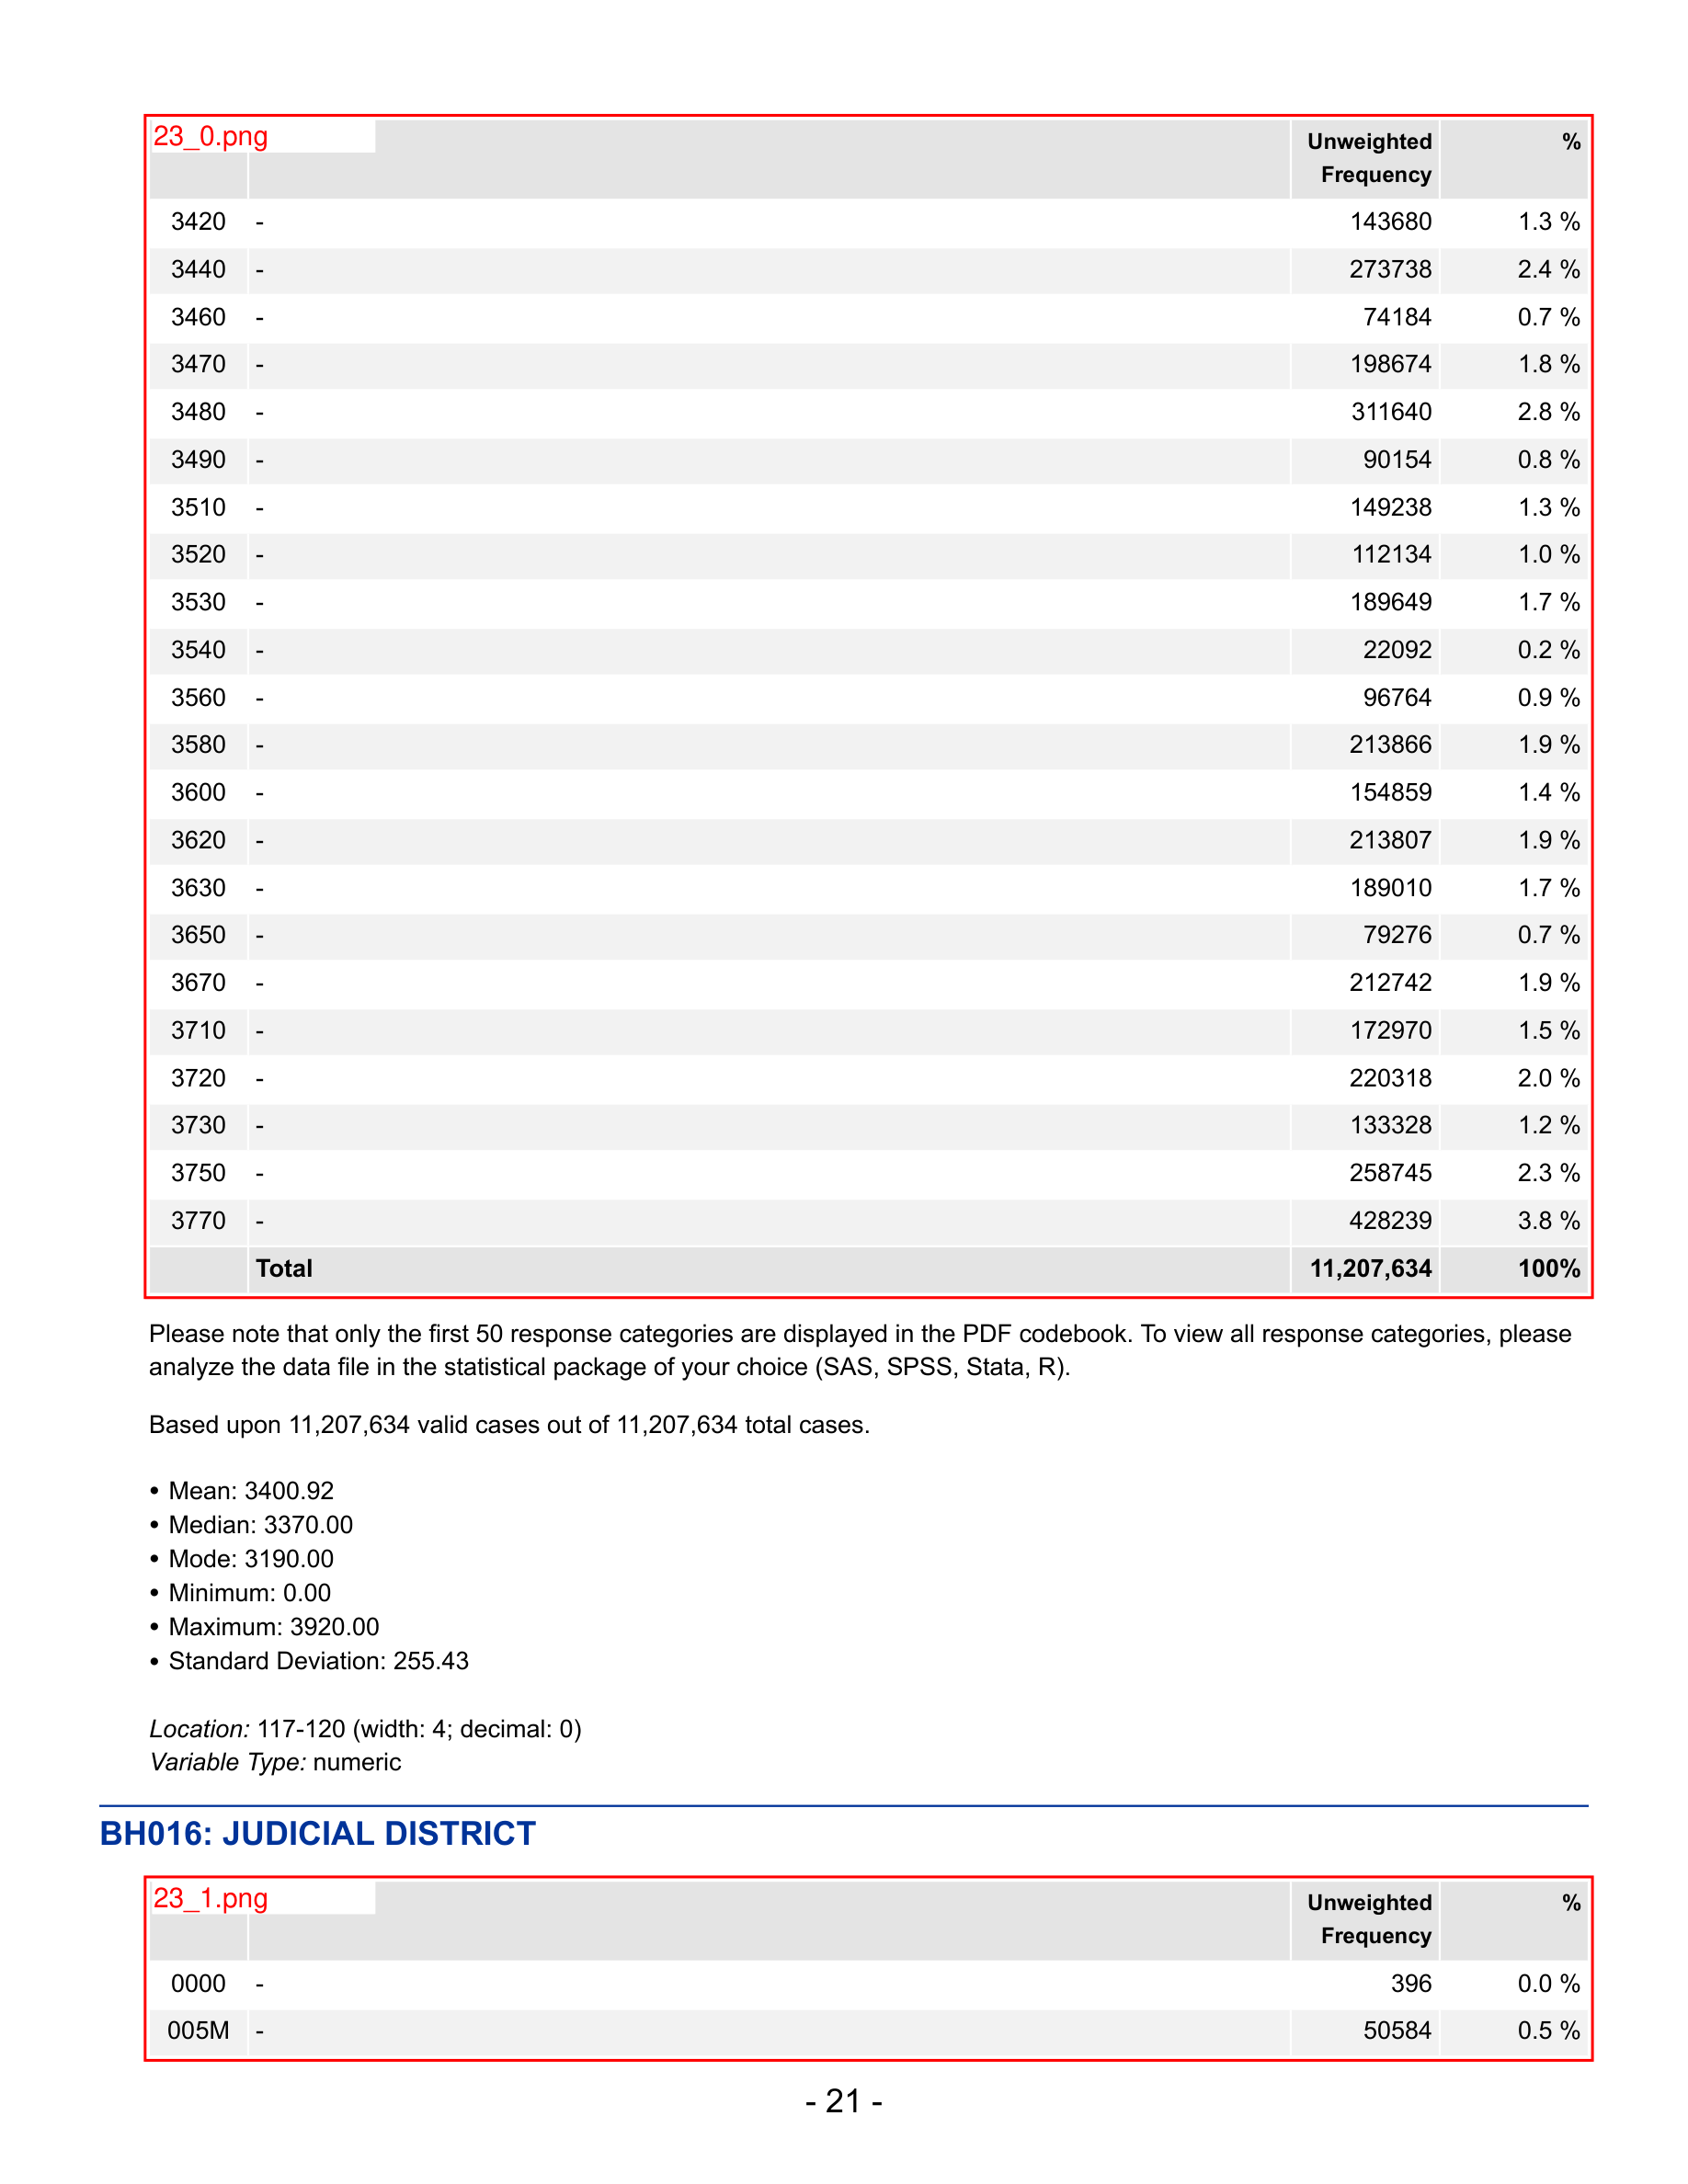 23_0.png
Unweighted Frequency %
3420 - 143680 1.3 %
3440 - 273738 2.4 %
3460 - 74184 0.7 %
3470 - 198674 1.8 %
3480 - 311640 2.8 %
3490 - 90154 0.8 %
3510 - 149238 1.3 %
3520 - 112134 1.0 %
3530 - 189649 1.7 %
3540 - 22092 0.2 %
3560 - 96764 0.9 %
3580 - 213866 1.9 %
3600 - 154859 1.4 %
3620 - 213807 1.9 %
3630 - 189010 1.7 %
3650 - 79276 0.7 %
3670 - 212742 1.9 %
3710 - 172970 1.5 %
3720 - 220318 2.0 %
3730 - 133328 1.2 %
3750 - 258745 2.3 %
3770 - 428239 3.8 %
Total 11,207,634 100%
Please note that only the first 50 response categories are displayed in the PDF codebook. To view all response categories, please
analyze the data file in the statistical package of your choice (SAS, SPSS, Stata, R).
Based upon 11,207,634 valid cases out of 11,207,634 total cases.
• Mean: 3400.92
• Median: 3370.00
• Mode: 3190.00
• Minimum: 0.00
• Maximum: 3920.00
• Standard Deviation: 255.43
Location: 117-120 (width: 4; decimal: 0)
Variable Type: numeric
BH016: JUDICIAL DISTRICT
23_1.png
Unweighted Frequency %
0000 - 396 0.0 %
005M - 50584 0.5 %
- 21 -